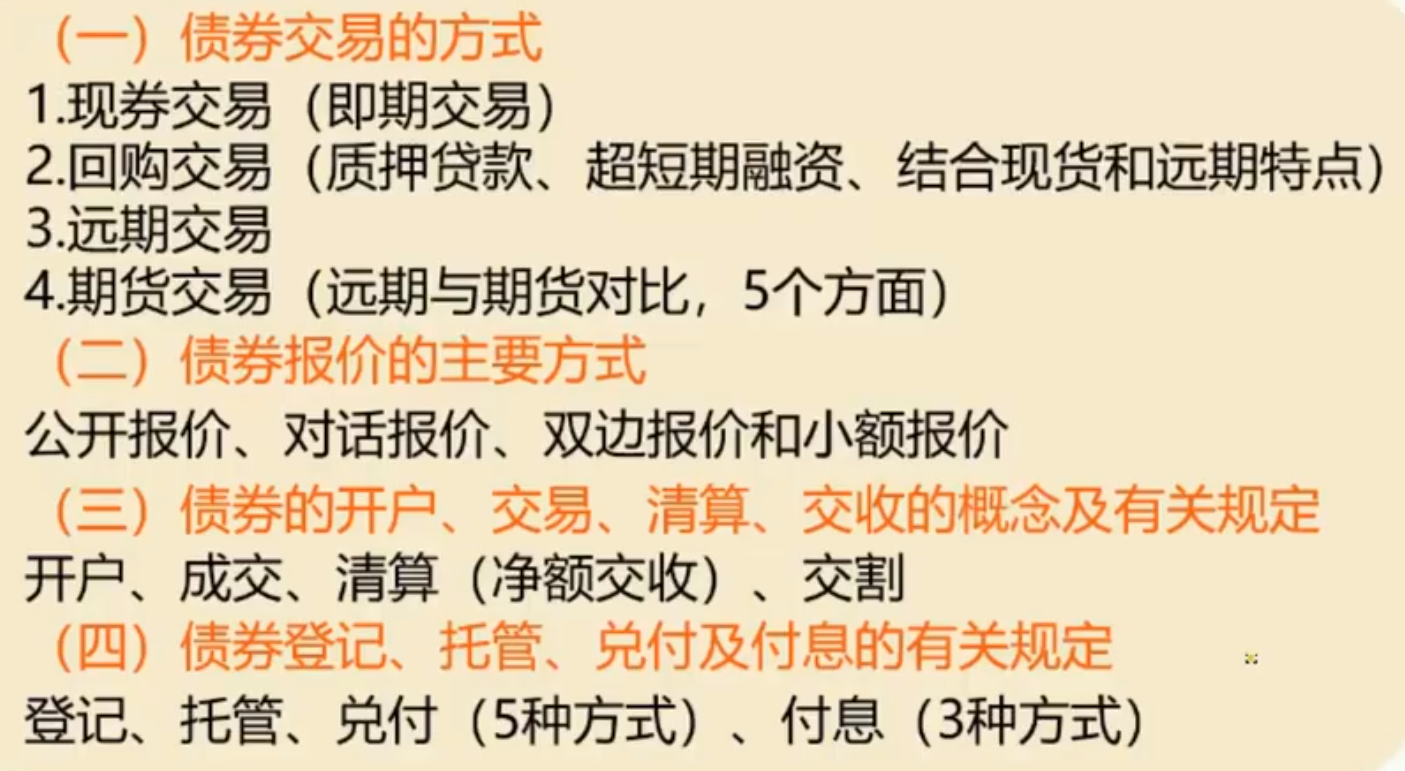 （一）债券交易的方式
1.现券交易（即期交易）
2.回购交易（质押贷款、超短期融资、结合现货和远期特点）
3.远期交易
4.期货交易（远期与期货对比，5个方面）
（二）债券报价的主要方式
公开报价、对话报价、双边报价和小额报价
（三）债券的开户、交易、清算、交收的概念及有关规定
开户、成交、清算（净额交收）、交割
（四）债券登记、托管、兑付及付息的有关规定
登记、托管、兑付（5种方式）、付息（3种方式）